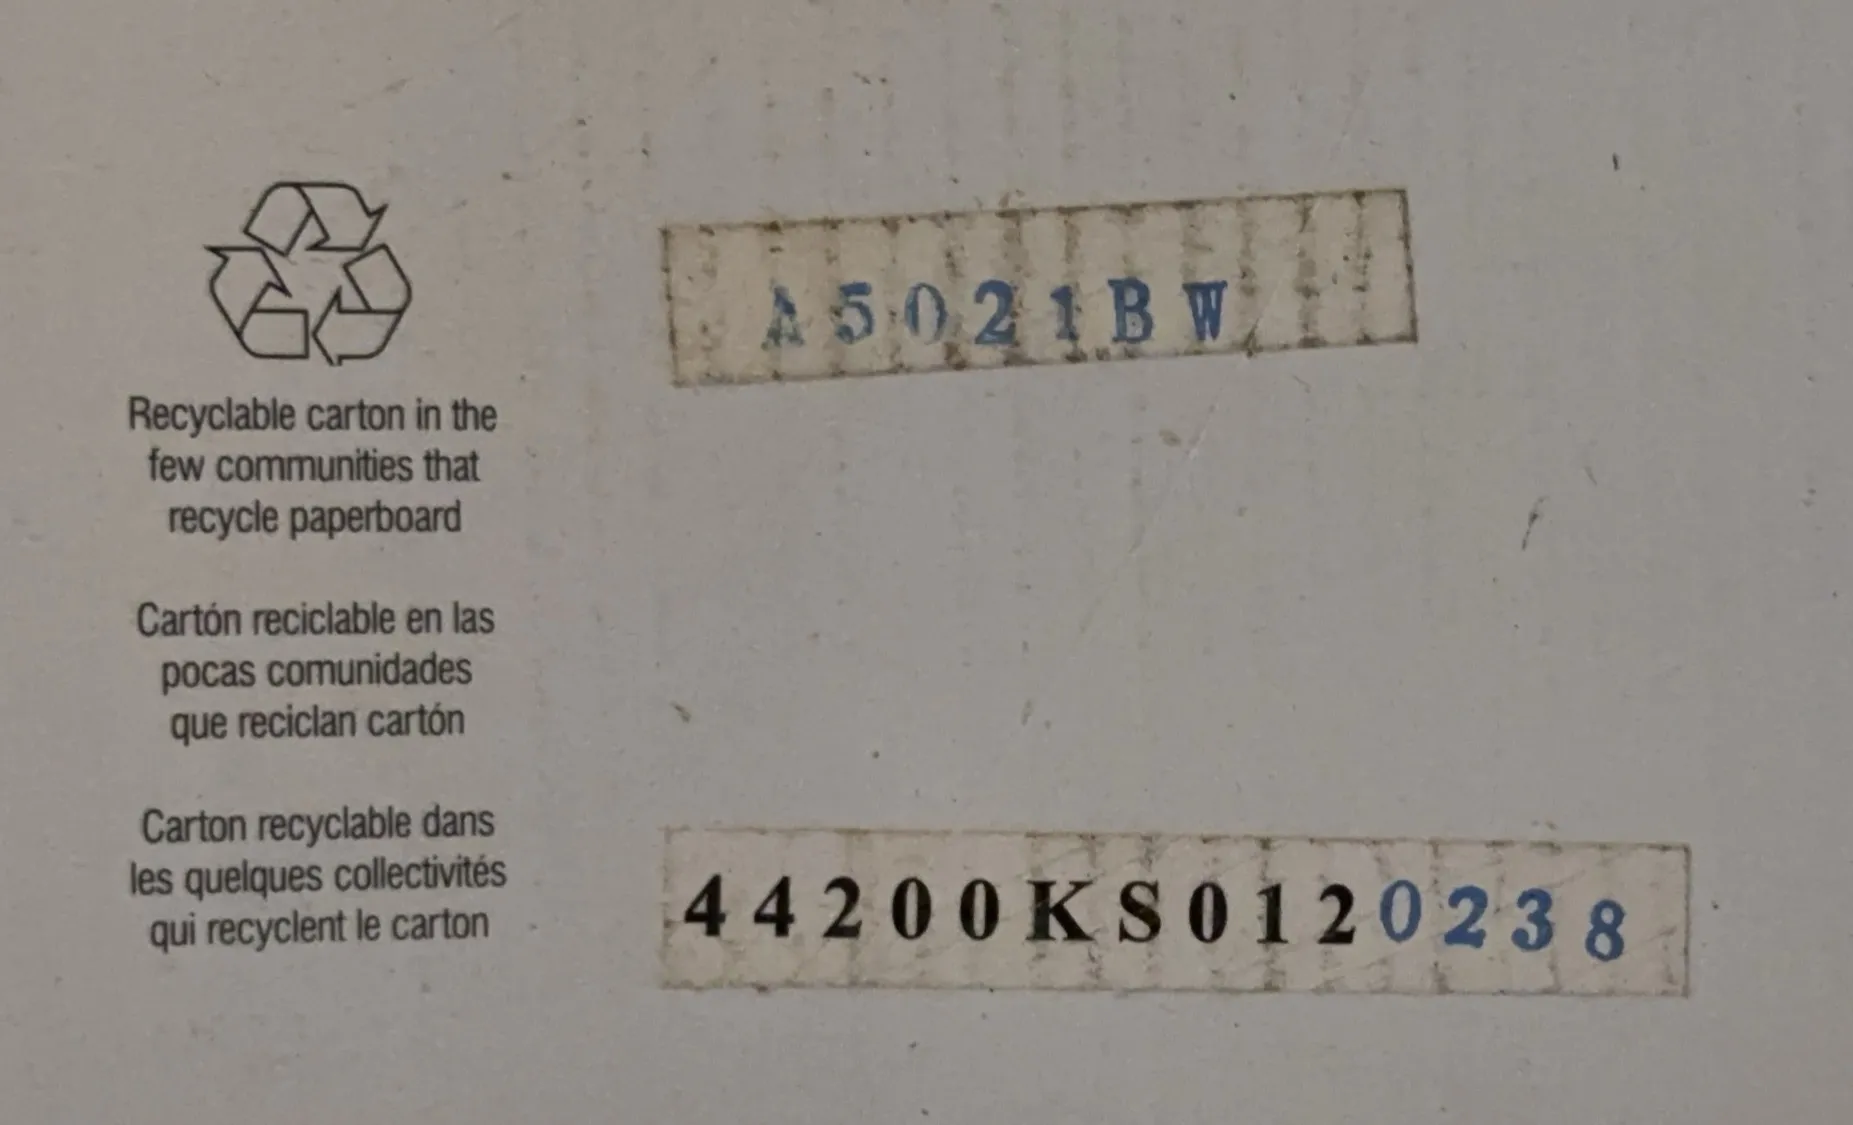 Recyclable carton in the
few communities that
recycle paperboard
Cartón reciclable en las
pocas comunidades
que reciclan cartón
Carton recyclable dans
les quelques collectivités
qui recyclent le carton
A5021BW
44200KS0120238